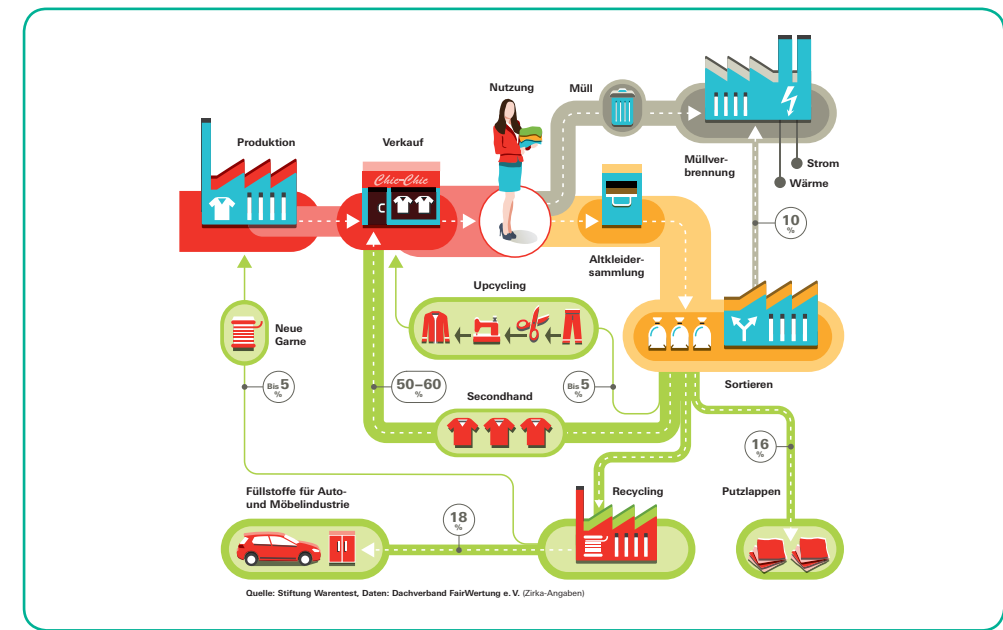 Nutzung
Müll
Produktion
Verkauf
Chic-Chic
Müllver-
brennung
Strom
Wärme
10
%
Altkleider-
sammlung
Upcycling
Neue
Garne
Sortieren
Bis 5
%
50–60
%
Bis 5
%
Secondhand
16
%
Füllstoffe für Auto-
und Möbelindustrie
Recycling
Putzlappen
18
%
Quelle: Stiftung Warentest, Daten: Dachverband FairWertung e. V. (Zirka-Angaben)